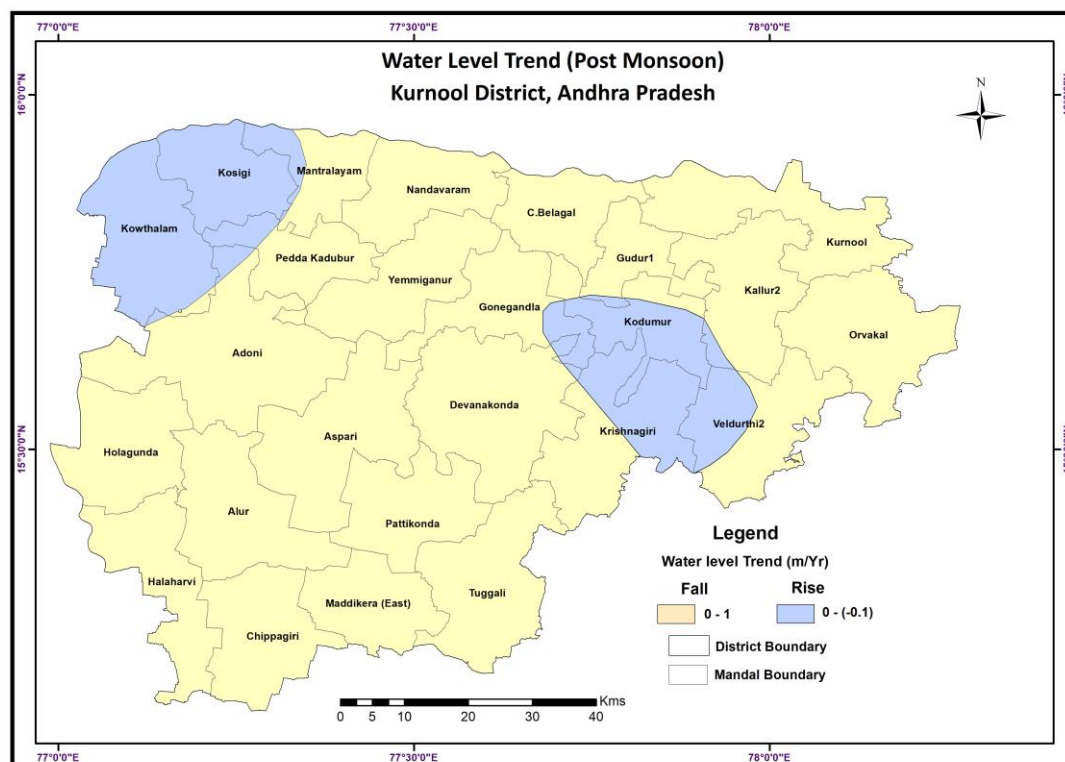 77°0'0"E
77°30'0"E
78°0'0"E
Water Level Trend (Post Monsoon)
Kurnool District, Andhra Pradesh
N
16°0'0"N
16°0'0"N
Kosigi
Mantralayam
Nandavaram
C.Belagal
Kowthalam
Kurnool
Pedda Kadubur
Gudur1
Yemmiganur
Kallur2
Gonegandla
Kodumur
Orvakal
Adoni
Devanakonda
Veldurthi2
Krishnagiri
Aspari
Holagunda
15°30'0"N
Alur
Pattikonda
Legend
Water level Trend (m/Yr)
Halaharvi
Fall
Rise
Tuggali
Maddikera (East)
0 - 1
0 - (-0.1)
Chippagiri
District Boundary
Mandal Boundary
Kms
0 5 10 20 30 40
77°0'0"E
77°30'0"E
78°0'0"E